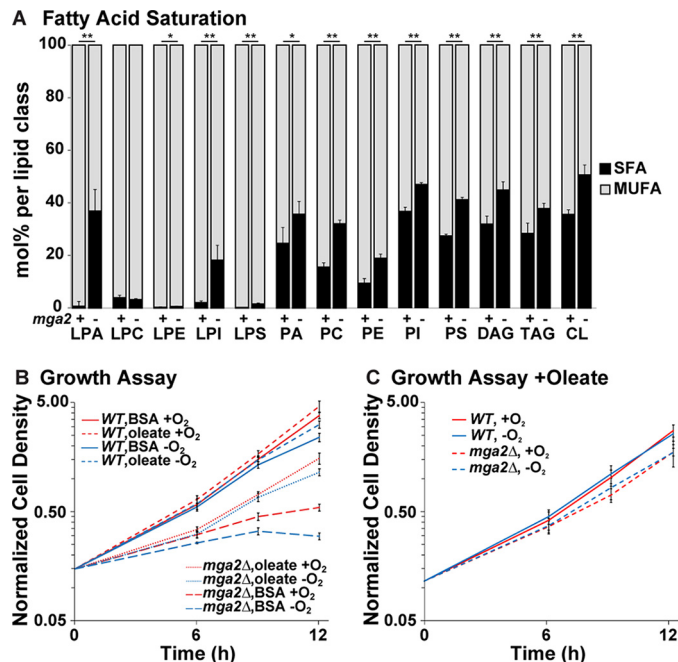 A Fatty Acid Saturation
mol% per lipid class
100
80
60
40
20
0
** * ** ** * ** ** ** ** ** ** **
SFA
MUFA
mga2 + - + - + - + - + - + - + - + - + - + - + - + - + -
LPA LPC LPE LPI LPS PA PC PE PI PS DAG TAG CL
B Growth Assay
Normalized Cell Density
5.00
0.50
0.05
WT,BSA +O₂
WT,oleate +O₂
WT,BSA -O₂
WT,oleate -O₂
mga2Δ,oleate +O₂
mga2Δ,oleate -O₂
mga2Δ,BSA +O₂
mga2Δ,BSA -O₂
0 6 12
Time (h)
C Growth Assay +Oleate
Normalized Cell Density
5.00
0.50
0.05
WT, +O₂
WT, -O₂
mga2Δ, +O₂
mga2Δ, -O₂
0 6 12
Time (h)